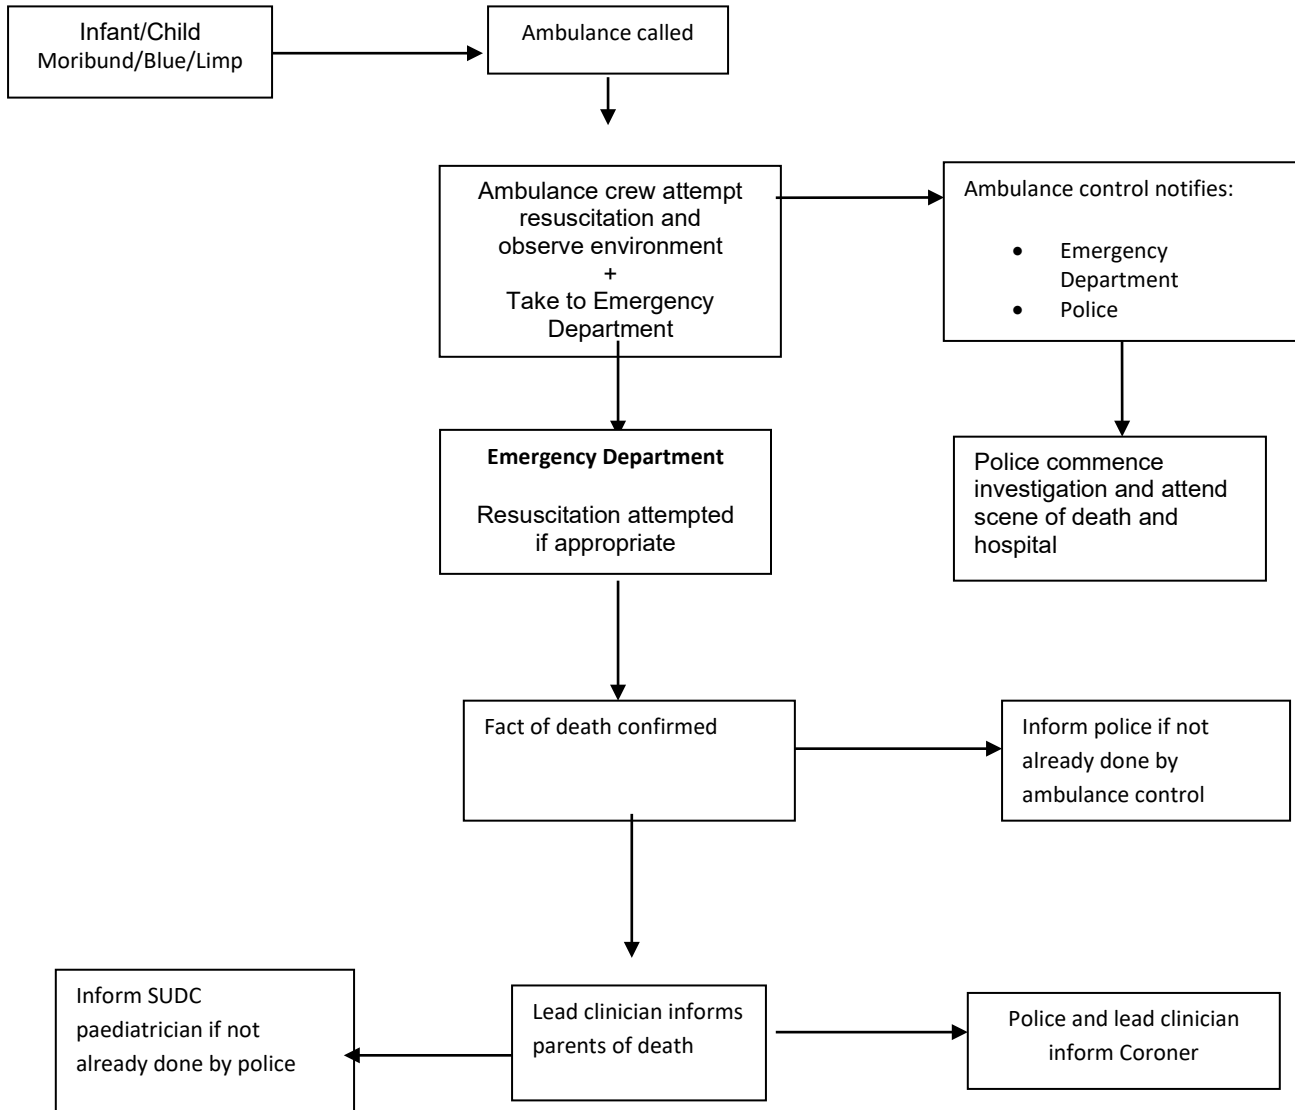 Infant/Child
Moribund/Blue/Limp
Ambulance called
Ambulance crew attempt
resuscitation and
observe environment
+
Take to Emergency
Department
Ambulance control notifies:
• Emergency
Department
• Police
Emergency Department
Resuscitation attempted
if appropriate
Police commence
investigation and attend
scene of death and
hospital
Fact of death confirmed
Inform police if not
already done by
ambulance control
Inform SUDC
paediatrician if not
already done by police
Lead clinician informs
parents of death
Police and lead clinician
inform Coroner